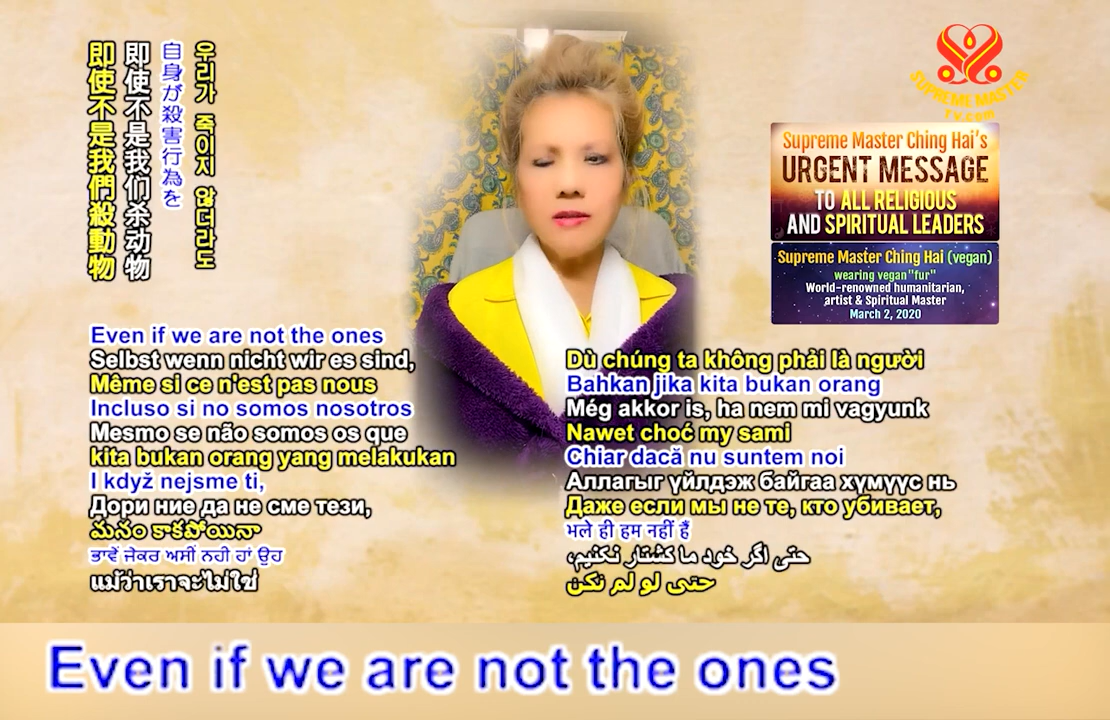 우리가 죽이지 않더라도
自身が殺害行為を
即使不是我们杀动物
即使不是我們殺動物
SUPREME MASTER
TV.com
Supreme Master Ching Hai's
URGENT MESSAGE
TO ALL RELIGIOUS
AND SPIRITUAL LEADERS
Supreme Master Ching Hai (vegan)
wearing vegan "fur"
World-renowned humanitarian,
artist & Spiritual Master
March 2, 2020
Even if we are not the ones
Selbst wenn nicht wir es sind,
Même si ce n'est pas nous
Incluso si no somos nosotros
Mesmo se não somos os que
kita bukan orang yang melakukan
I když nejsme ti,
Дори ние да не сме тези,
మనం కాకపోయినా
ਭਾਵੇਂ ਜੇਕਰ ਅਸੀਂ ਨਹੀ ਹਾਂ ਉਹ
แม้ว่าเราจะไม่ใช่
Dù chúng ta không phải là người
Bahkan jika kita bukan orang
Még akkor is, ha nem mi vagyunk
Nawet choć my sami
Chiar dacă nu suntem noi
Аллагыг үйлдэж байгаа хүмүүс нь
Даже если мы не те, кто убивает,
भले ही हम नहीं हैं
حتی اگر خود ما کشتار نکنیم،
حتى لو لم نكن
Even if we are not the ones